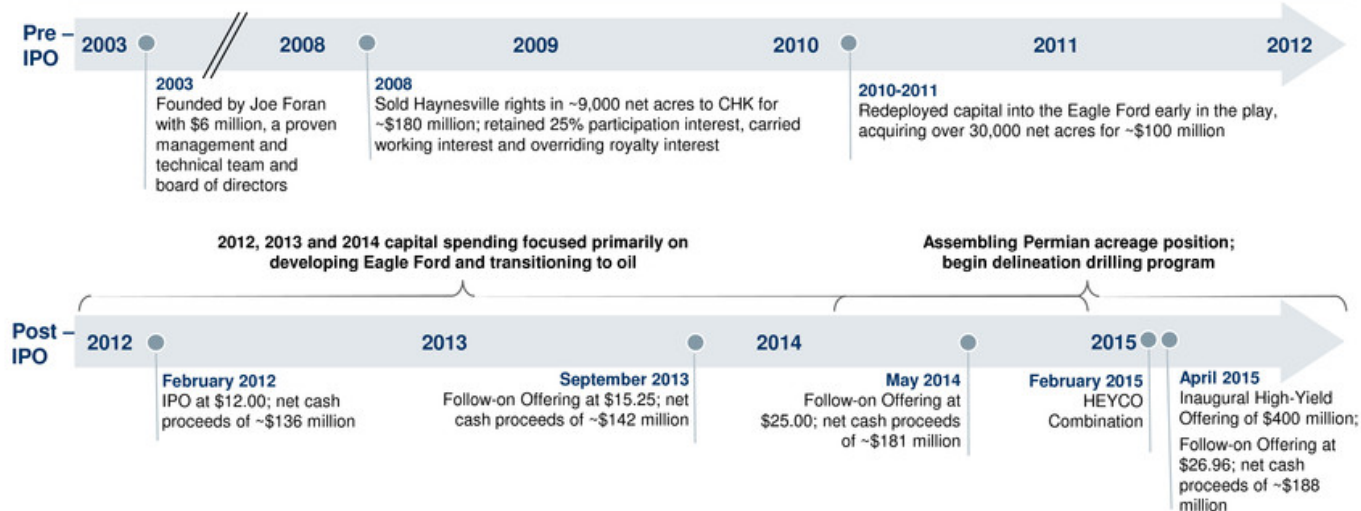 Pre –
IPO
2003
2008
2009
2010
2011
2012
2003
Founded by Joe Foran
with $6 million, a proven
management and
technical team and
board of directors
2008
Sold Haynesville rights in ~9,000 net acres to CHK for
~$180 million; retained 25% participation interest, carried
working interest and overriding royalty interest
2010-2011
Redeployed capital into the Eagle Ford early in the play,
acquiring over 30,000 net acres for ~$100 million
2012, 2013 and 2014 capital spending focused primarily on
developing Eagle Ford and transitioning to oil
Assembling Permian acreage position;
begin delineation drilling program
Post –
IPO
2012
2013
2014
2015
February 2012
IPO at $12.00; net cash
proceeds of ~$136 million
September 2013
Follow-on Offering at $15.25; net
cash proceeds of ~$142 million
May 2014
Follow-on Offering at
$25.00; net cash proceeds
of ~$181 million
February 2015
HEYCO
Combination
April 2015
Inaugural High-Yield
Offering of $400 million;
Follow-on Offering at
$26.96; net cash
proceeds of ~$188
million